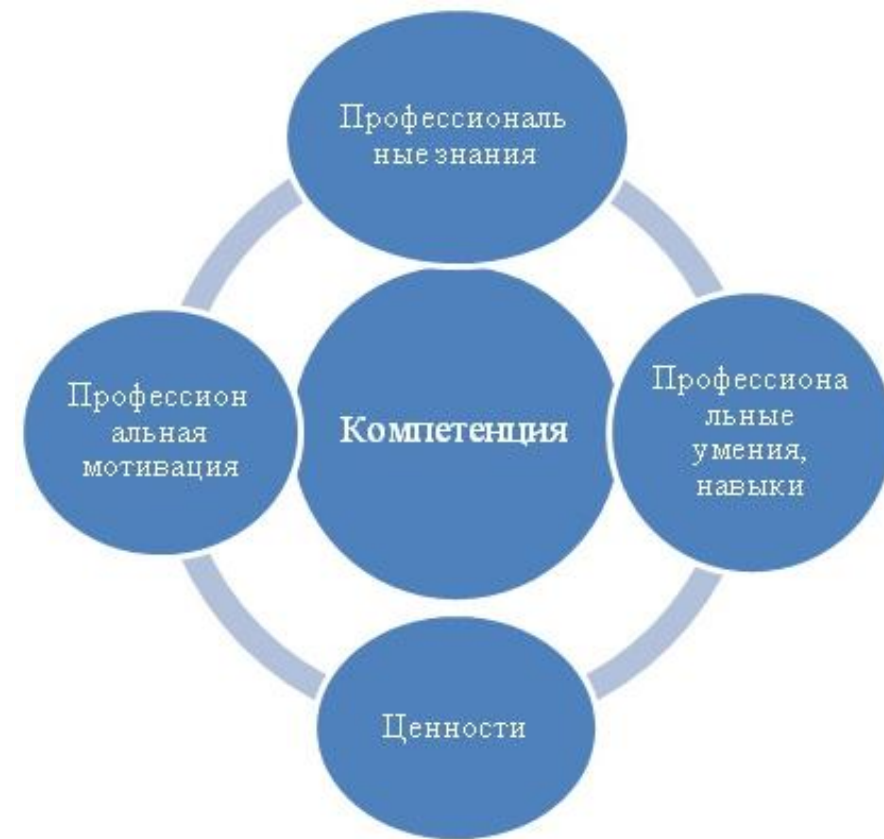 Профессиональ
ные знания
Профессион
альная
мотивация
Компетенция
Профессиона
льные
умения,
навыки
Ценности